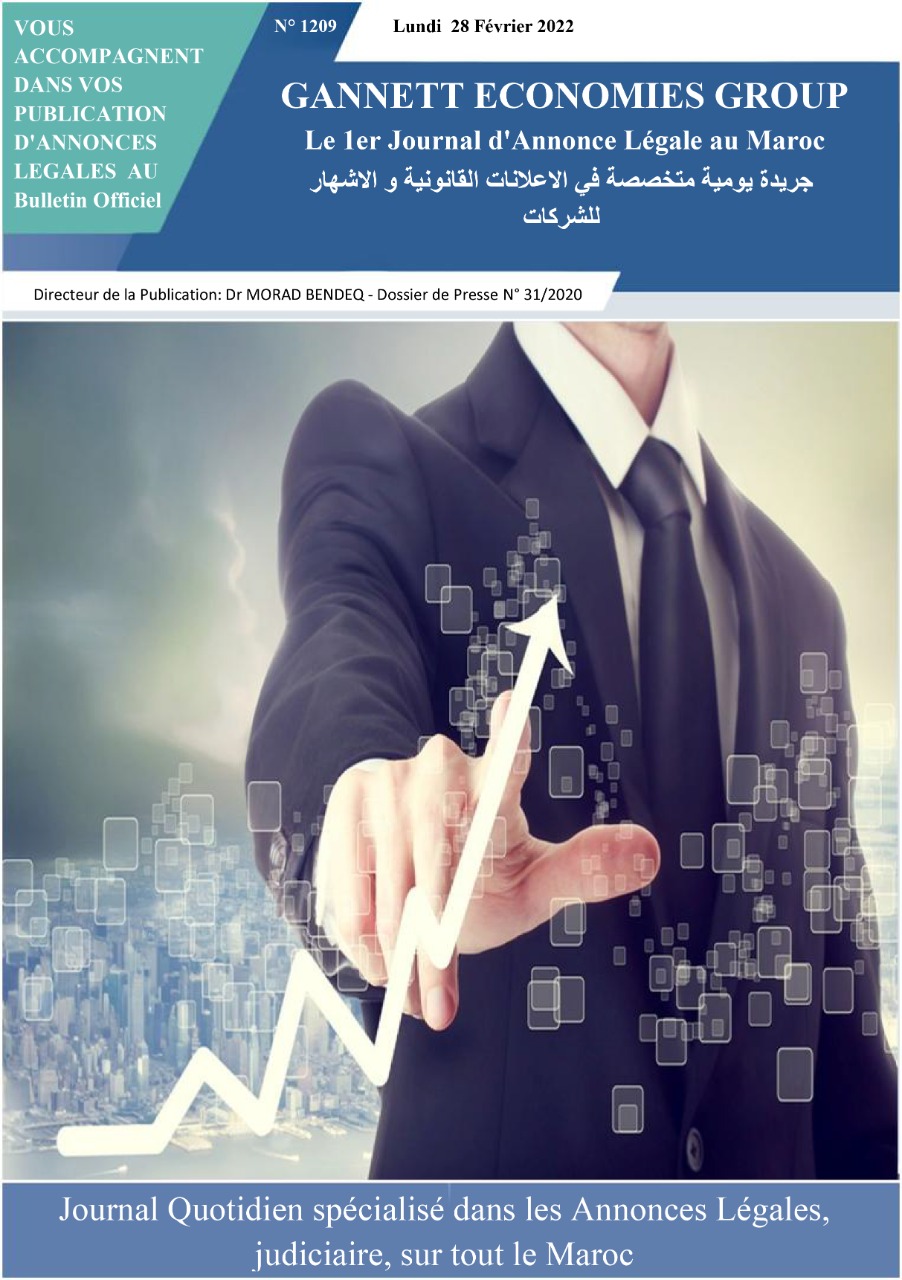 VOUS
ACCOMPAGNENT
DANS VOS
PUBLICATION
D'ANNONCES
LEGALES AU
Bulletin Officiel
N° 1209
Lundi 28 Février 2022
GANNETT ECONOMIES GROUP
Le 1er Journal d'Annonce Légale au Maroc
جريدة يومية متخصصة في الاعلانات القانونية و الاشهار
للشركات
Directeur de la Publication: Dr MORAD BENDEQ - Dossier de Presse N° 31/2020
Journal Quotidien spécialisé dans les Annonces Légales,
judiciaire, sur tout le Maroc